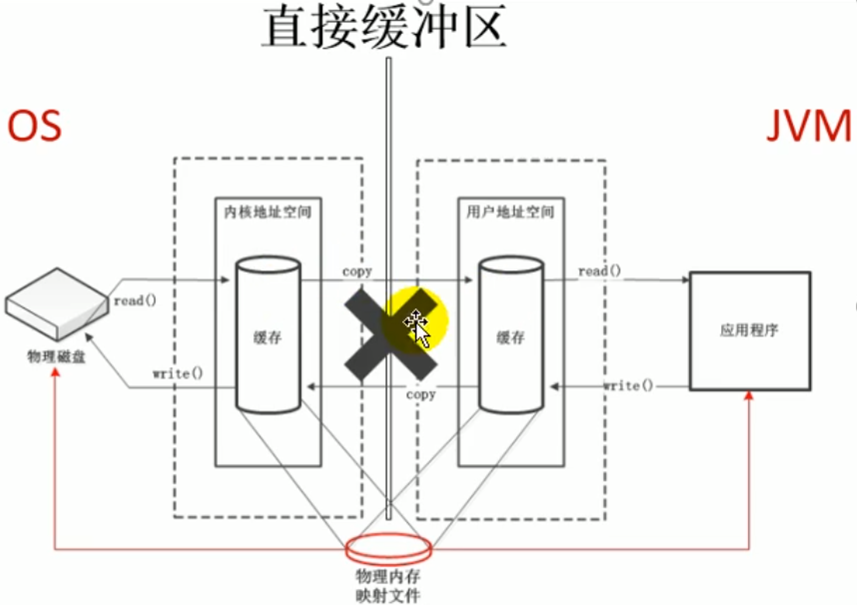 直接缓冲区
OS
JVM
内核地址空间
用户地址空间
copy
read()
read()
缓存
缓存
应用程序
物理磁盘
write()
copy
write()
物理内存
映射文件